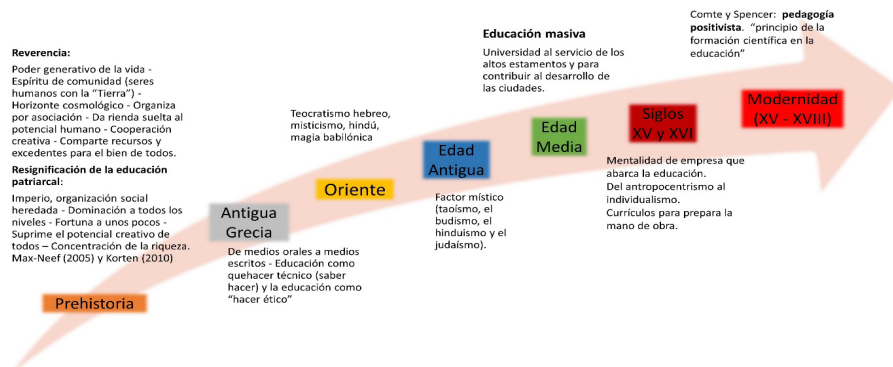 Reverencia:
Poder generativo de la vida -
Espíritu de comunidad (seres
humanos con la “Tierra”) -
Horizonte cosmológico - Organiza
por asociación - Da rienda suelta al
potencial humano - Cooperación
creativa - Comparte recursos y
excedentes para el bien de todos.
Resignificación de la educación
patriarcal:
Imperio, organización social
heredada - Dominación a todos los
niveles - Fortuna a unos pocos -
Suprime el potencial creativo de
todos – Concentración de la riqueza.
Max-Neef (2005) y Korten (2010)
Prehistoria
Antigua
Grecia
De medios orales a medios
escritos - Educación como
quehacer técnico (saber
hacer) y la educación como
“hacer ético”
Teocratismo hebreo,
misticismo, hindú,
magia babilónica
Oriente
Edad
Antigua
Factor místico
(taoísmo, el
budismo, el
hinduismo y el
judaísmo).
Educación masiva
Universidad al servicio de los
altos estamentos y para
contribuir al desarrollo de
las ciudades.
Edad
Media
Siglos
XV y XVI
Mentalidad de empresa que
abarca la educación.
Del antropocentrismo al
individualismo.
Currículos para prepara la
mano de obra.
Comte y Spencer: pedagogía
positivista. “principio de la
formación científica en la
educación”
Modernidad
(XV - XVIII)